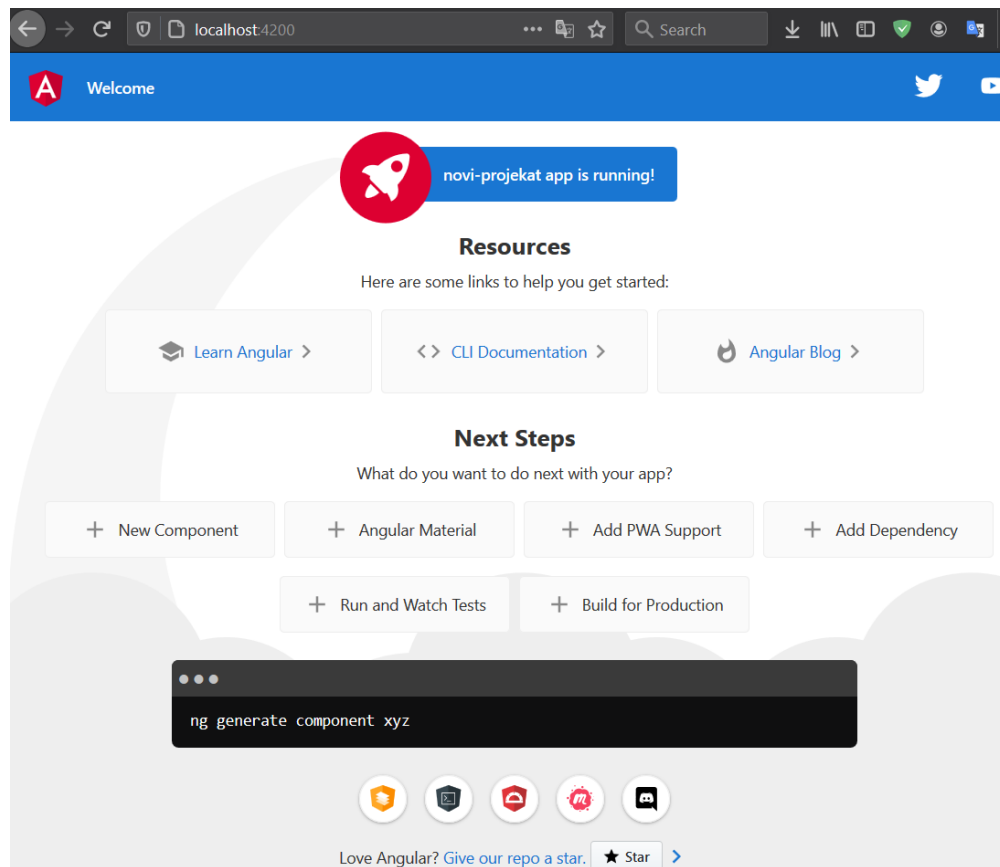 localhost:4200
Search
Welcome
novi-projekat app is running!
Resources
Here are some links to help you get started:
Learn Angular
CLI Documentation
Angular Blog
Next Steps
What do you want to do next with your app?
New Component
Angular Material
Add PWA Support
Add Dependency
Run and Watch Tests
Build for Production
ng generate component xyz
Love Angular? Give our repo a star. Star